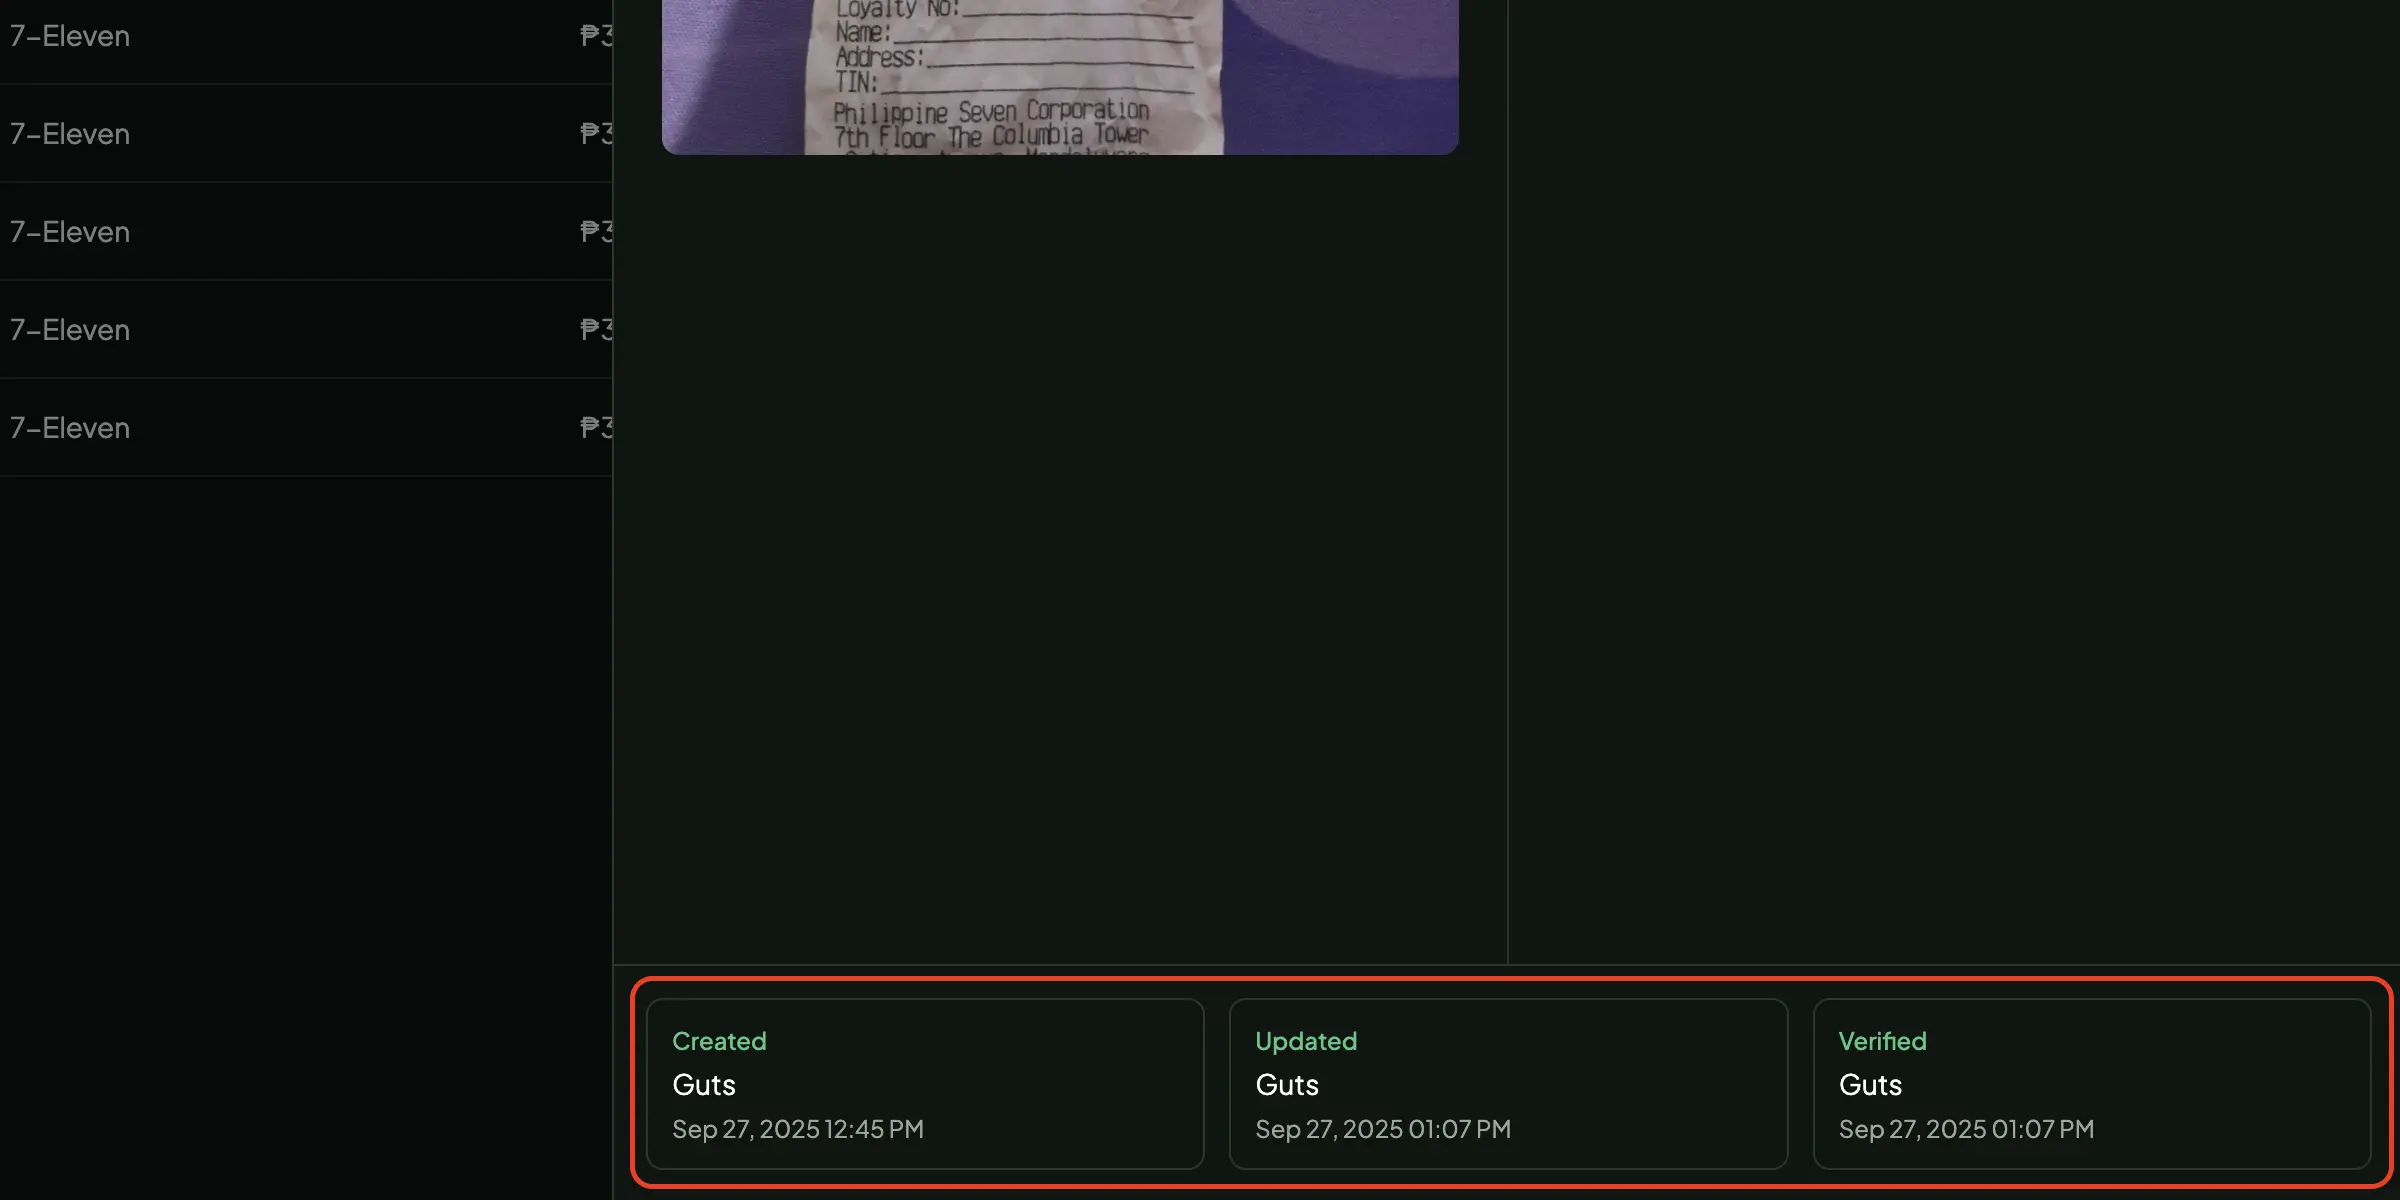 7-Eleven ₱3
7-Eleven ₱3
7-Eleven ₱3
7-Eleven ₱3
7-Eleven ₱3
Loyalty No:
Name:
Address:
TIN:
Philippine Seven Corporation
7th Floor The Columbia Tower
Created
Guts
Sep 27, 2025 12:45 PM
Updated
Guts
Sep 27, 2025 01:07 PM
Verified
Guts
Sep 27, 2025 01:07 PM